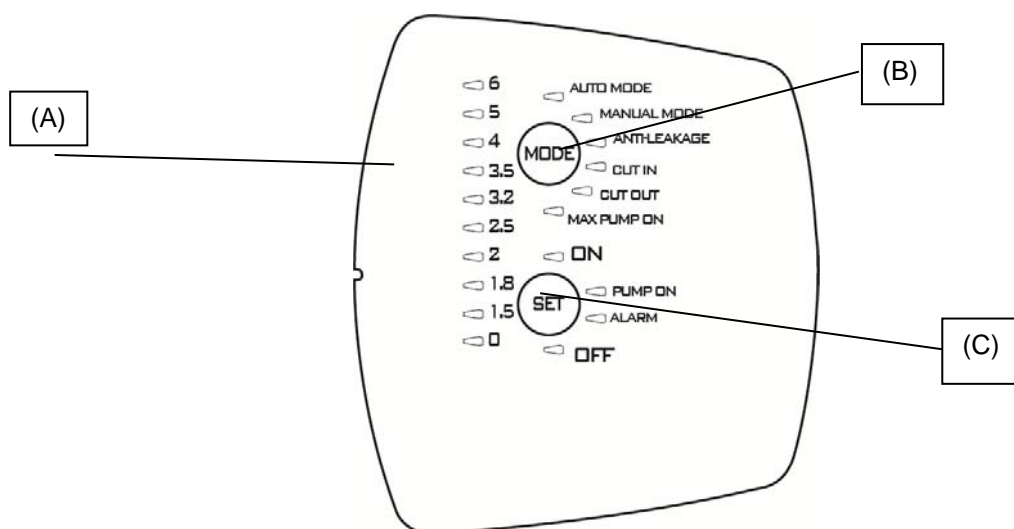 (A)
(B)
(C)
6
5
4
3.5
3.2
2.5
2
1.8
1.5
0
AUTO MODE
MANUAL MODE
ANTI-LEAKAGE
MODE
CUT IN
CUT OUT
MAX PUMP ON
ON
PUMP ON
SET
ALARM
OFF